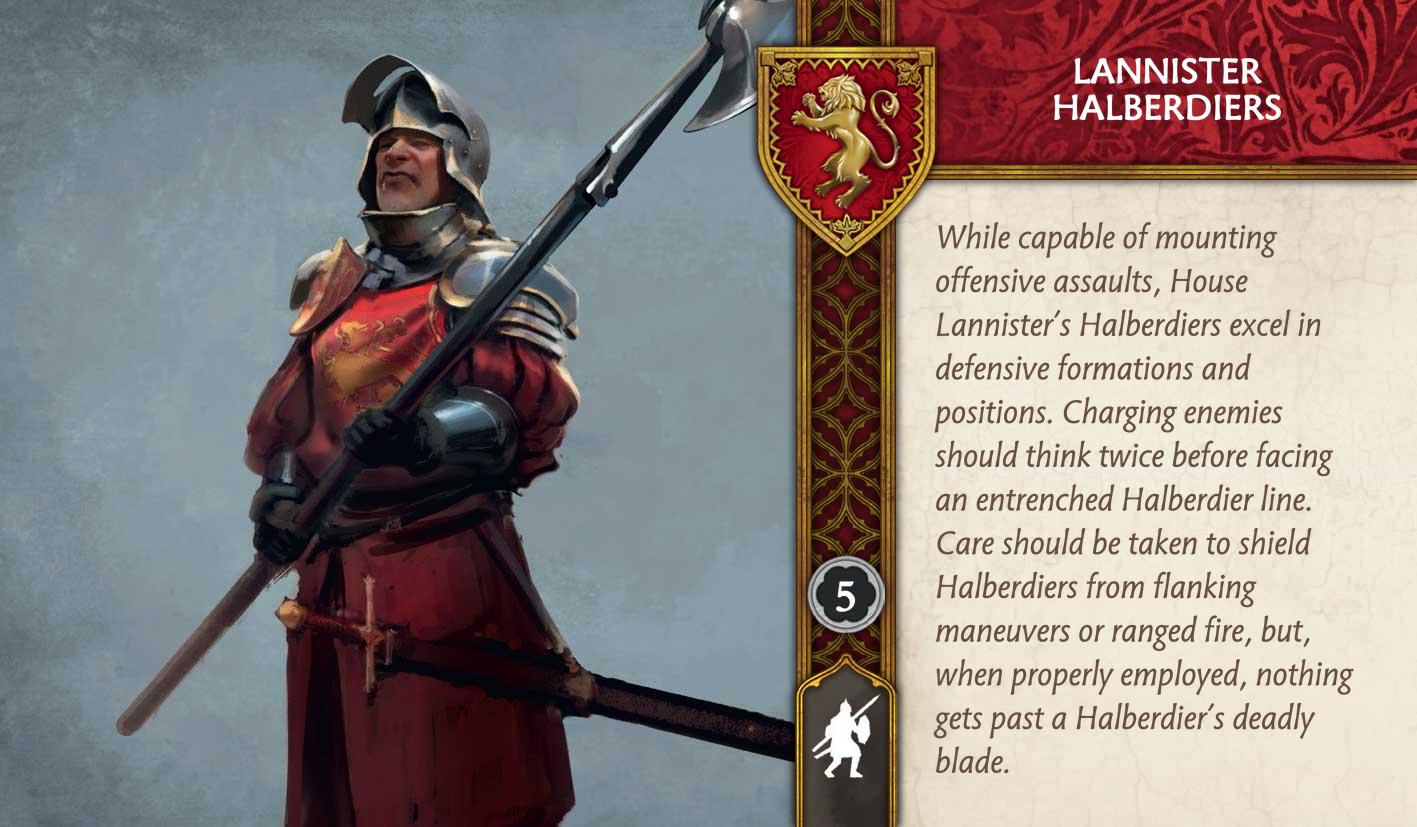 LANNISTER
HALBERDIERS
While capable of mounting
offensive assaults, House
Lannister's Halberdiers excel in
defensive formations and
positions. Charging enemies
should think twice before facing
an entrenched Halberdier line.
Care should be taken to shield
Halberdiers from flanking
maneuvers or ranged fire, but,
when properly employed, nothing
gets past a Halberdier's deadly
blade.
5